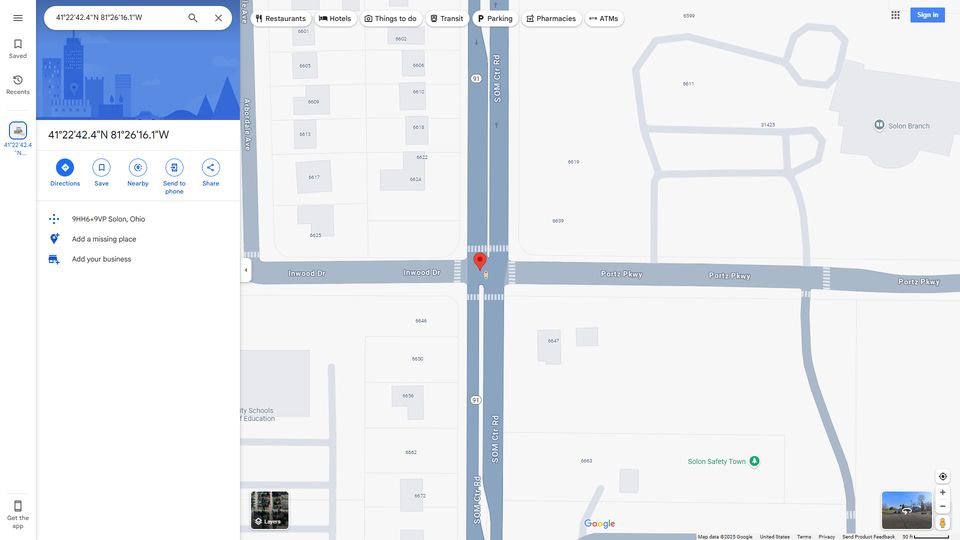 41°22'42.4"N 81°26'16.1"W
Restaurants
Hotels
Things to do
Transit
Parking
Pharmacies
ATMs
Sign in
Saved
Recents
41°22'42.4
"N...
41°22'42.4"N 81°26'16.1"W
Directions
Save
Nearby
Send to
phone
Share
9HH6+9VP Solon, Ohio
Add a missing place
Add your business
Get the
app
le Ave
Arbordale Ave
6601
6602
6605
6606
6609
6610
6613
6618
6622
6617
6624
6625
91
SOM Ctr Rd
6599
6611
31425
6619
6639
Solon Branch
Inwood Dr
Inwood Dr
Portz Pkwy
Portz Pkwy
Portz Pkwy
6646
6647
6650
6656
91
SOM Ctr Rd
ity Schools
of Education
6662
6663
Solon Safety Town
6672
SOM Ctr Rd
Layers
Google
Map data ©2025 Google
United States
Terms
Privacy
Send Product Feedback
50 ft